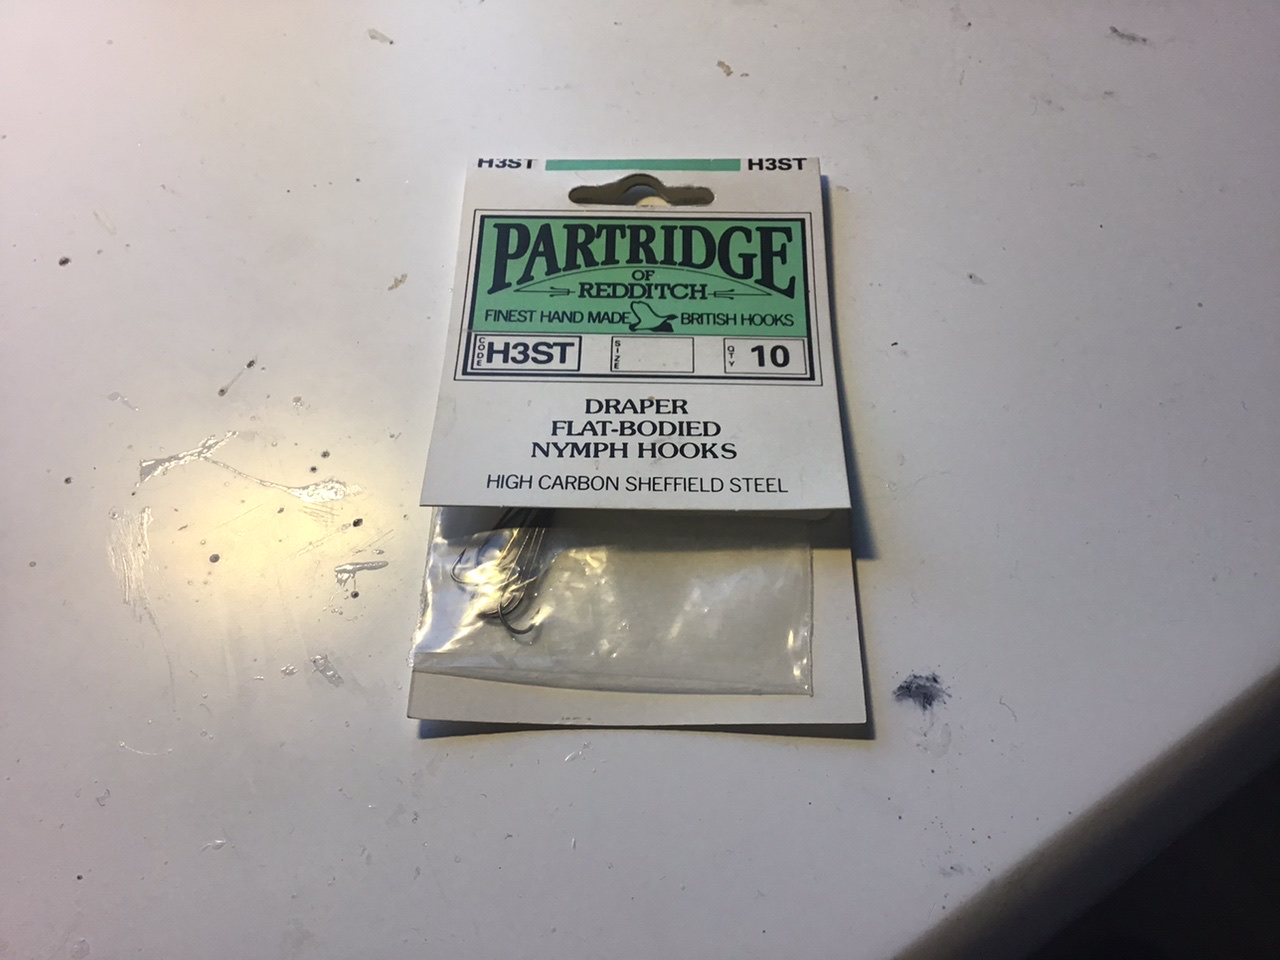 H3ST H3ST
PARTRIDGE
OF
REDDITCH
FINEST HAND MADE BRITISH HOOKS
CODE H3ST SIZE QTY 10
DRAPER
FLAT-BODIED
NYMPH HOOKS
HIGH CARBON SHEFFIELD STEEL